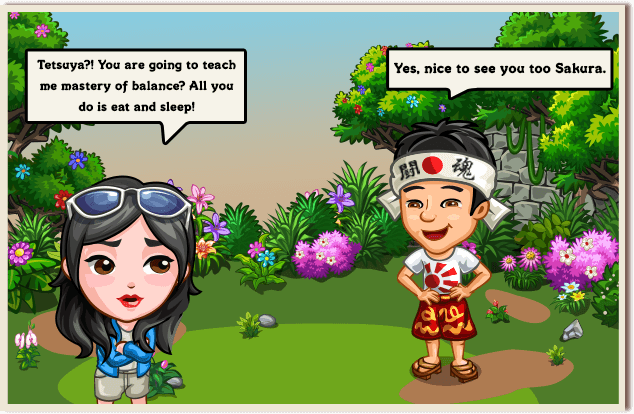 Tetsuya?! You are going to teach
me mastery of balance? All you
do is eat and sleep!
Yes, nice to see you too Sakura.
闘魂